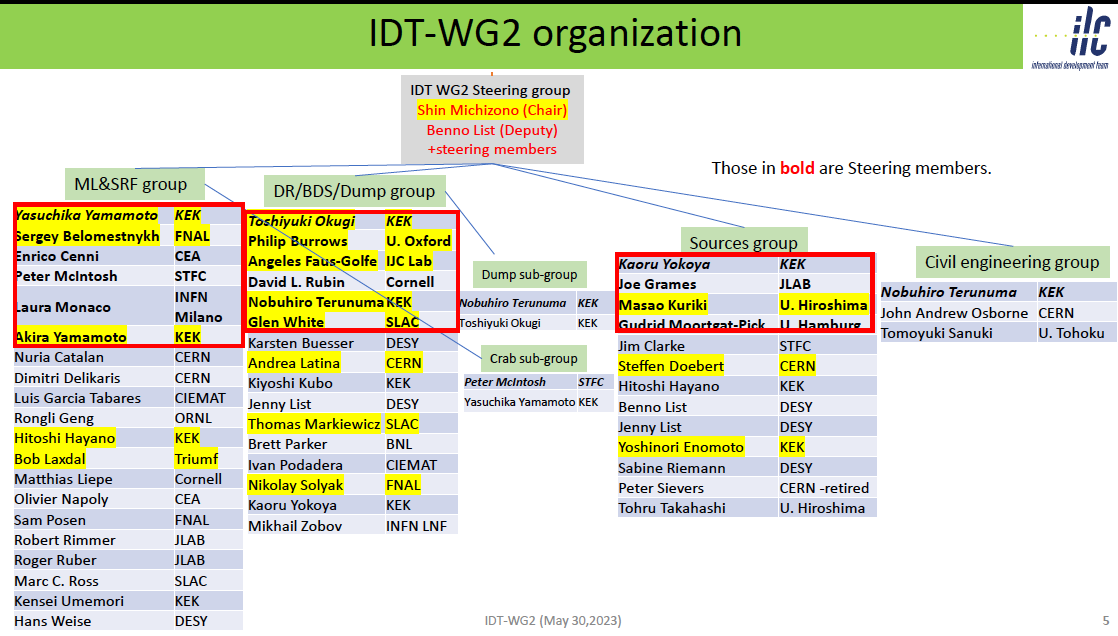 IDT-WG2 organization
ilc
international development team
IDT WG2 Steering group
Shin Michizono (Chair)
Benno List (Deputy)
+steering members
Those in bold are Steering members.
ML&SRF group
Yasuchika Yamamoto KEK
Sergey Belomestnykh FNAL
Enrico Cenni CEA
Peter McIntosh STFC
Laura Monaco INFN Milano
Akira Yamamoto KEK
Nuria Catalan CERN
Dimitri Delikaris CERN
Luis Garcia Tabares CIEMAT
Rongli Geng ORNL
Hitoshi Hayano KEK
Bob Laxdal Triumf
Matthias Liepe Cornell
Olivier Napoly CEA
Sam Posen FNAL
Robert Rimmer JLAB
Roger Ruber JLAB
Marc C. Ross SLAC
Kensei Umemori KEK
Hans Weise DESY
DR/BDS/Dump group
Toshiyuki Okugi KEK
Philip Burrows U. Oxford
Angeles Faus-Golfe IJC Lab
David L. Rubin Cornell
Nobuhiro Terunuma KEK
Glen White SLAC
Karsten Buesser DESY
Andrea Latina CERN
Kiyoshi Kubo KEK
Jenny List DESY
Thomas Markiewicz SLAC
Brett Parker BNL
Ivan Podadera CIEMAT
Nikolay Solyak FNAL
Kaoru Yokoya KEK
Mikhail Zobov INFN LNF
Dump sub-group
Nobuhiro Terunuma KEK
Toshiyuki Okugi KEK
Crab sub-group
Peter McIntosh STFC
Yasuchika Yamamoto KEK
Sources group
Kaoru Yokoya KEK
Joe Grames JLAB
Masao Kuriki U. Hiroshima
Gudrid Moortgat-Pick U. Hamburg
Jim Clarke STFC
Steffen Doebert CERN
Hitoshi Hayano KEK
Benno List DESY
Jenny List DESY
Yoshinori Enomoto KEK
Sabine Riemann DESY
Peter Sievers CERN -retired
Tohru Takahashi U. Hiroshima
Civil engineering group
Nobuhiro Terunuma KEK
John Andrew Osborne CERN
Tomoyuki Sanuki U. Tohoku
IDT-WG2 (May 30,2023)
5